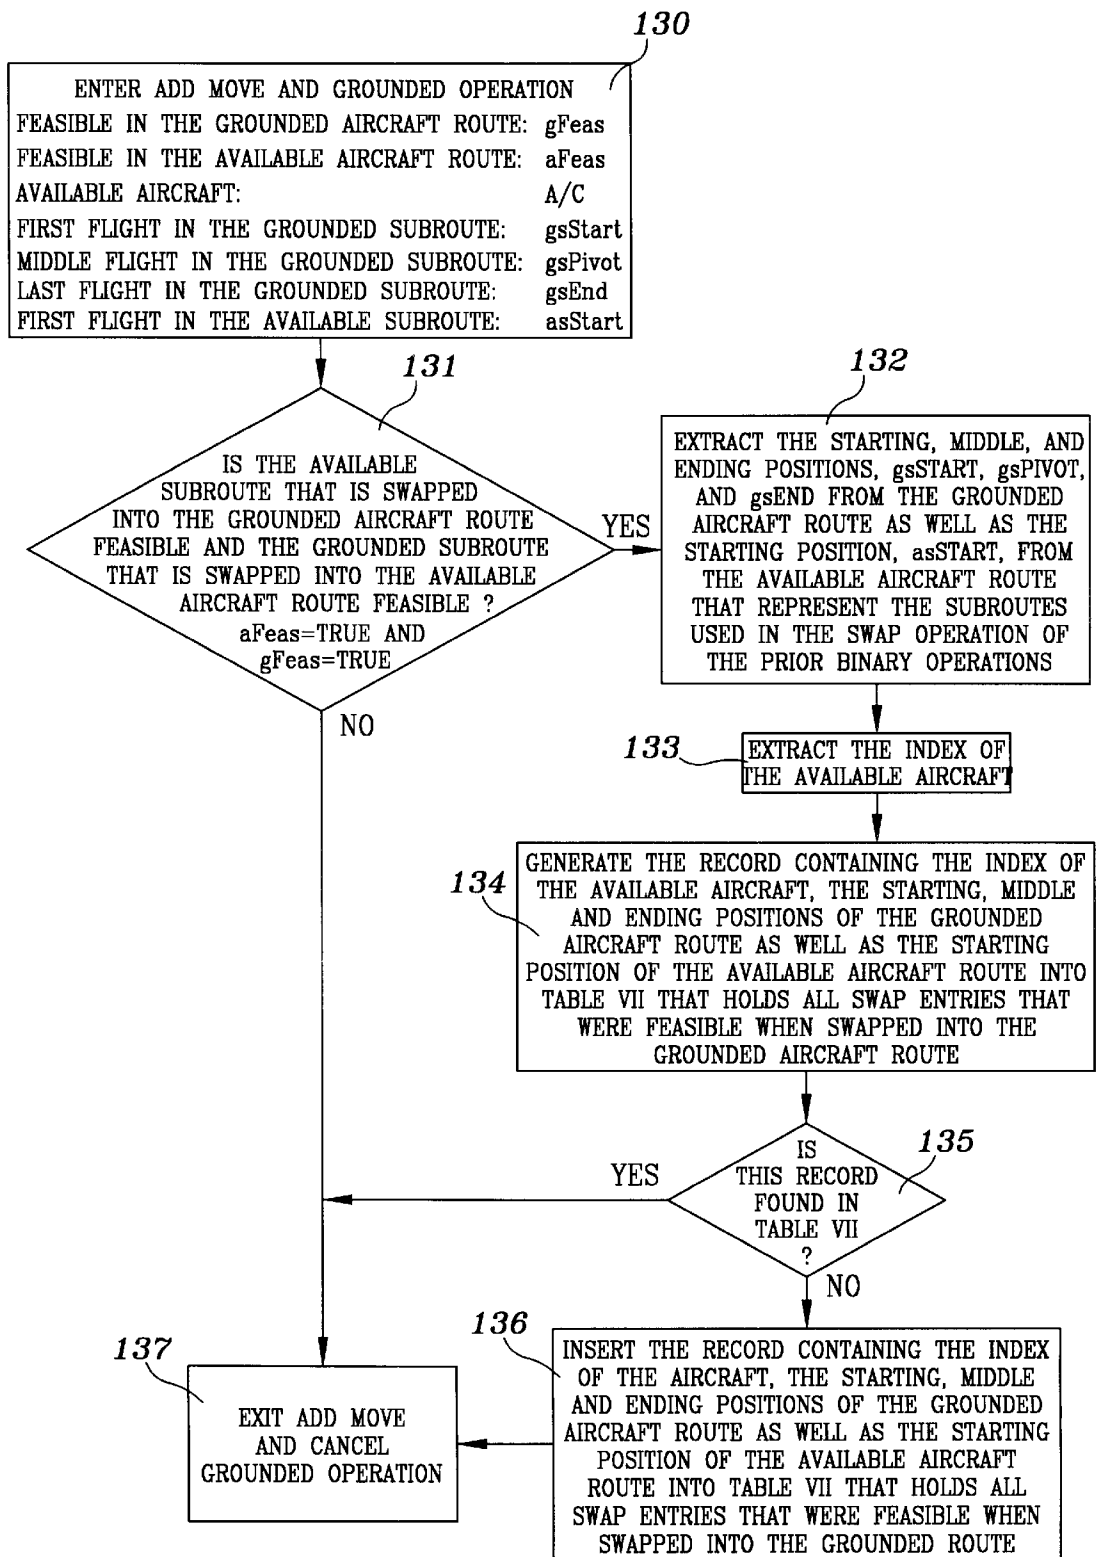 130
ENTER ADD MOVE AND GROUNDED OPERATION
FEASIBLE IN THE GROUNDED AIRCRAFT ROUTE: gFeas
FEASIBLE IN THE AVAILABLE AIRCRAFT ROUTE: aFeas
AVAILABLE AIRCRAFT: A/C
FIRST FLIGHT IN THE GROUNDED SUBROUTE: gsStart
MIDDLE FLIGHT IN THE GROUNDED SUBROUTE: gsPivot
LAST FLIGHT IN THE GROUNDED SUBROUTE: gsEnd
FIRST FLIGHT IN THE AVAILABLE SUBROUTE: asStart
131
IS THE AVAILABLE
SUBROUTE THAT IS SWAPPED
INTO THE GROUNDED AIRCRAFT ROUTE
FEASIBLE AND THE GROUNDED SUBROUTE
THAT IS SWAPPED INTO THE AVAILABLE
AIRCRAFT ROUTE FEASIBLE ?
aFeas=TRUE AND
gFeas=TRUE
YES
NO
132
EXTRACT THE STARTING, MIDDLE, AND
ENDING POSITIONS, gsSTART, gsPIVOT,
AND gsEND FROM THE GROUNDED
AIRCRAFT ROUTE AS WELL AS THE
STARTING POSITION, asSTART, FROM
THE AVAILABLE AIRCRAFT ROUTE
THAT REPRESENT THE SUBROUTES
USED IN THE SWAP OPERATION OF
THE PRIOR BINARY OPERATIONS
133
EXTRACT THE INDEX OF
THE AVAILABLE AIRCRAFT
134
GENERATE THE RECORD CONTAINING THE INDEX OF
THE AVAILABLE AIRCRAFT, THE STARTING, MIDDLE
AND ENDING POSITIONS OF THE GROUNDED
AIRCRAFT ROUTE AS WELL AS THE STARTING
POSITION OF THE AVAILABLE AIRCRAFT ROUTE INTO
TABLE VII THAT HOLDS ALL SWAP ENTRIES THAT
WERE FEASIBLE WHEN SWAPPED INTO THE
GROUNDED AIRCRAFT ROUTE
135
IS
THIS RECORD
FOUND IN
TABLE VII
?
YES
NO
136
INSERT THE RECORD CONTAINING THE INDEX
OF THE AIRCRAFT, THE STARTING, MIDDLE
AND ENDING POSITIONS OF THE GROUNDED
AIRCRAFT ROUTE AS WELL AS THE STARTING
POSITION OF THE AVAILABLE AIRCRAFT
ROUTE INTO TABLE VII THAT HOLDS ALL
SWAP ENTRIES THAT WERE FEASIBLE WHEN
SWAPPED INTO THE GROUNDED ROUTE
137
EXIT ADD MOVE
AND CANCEL
GROUNDED OPERATION